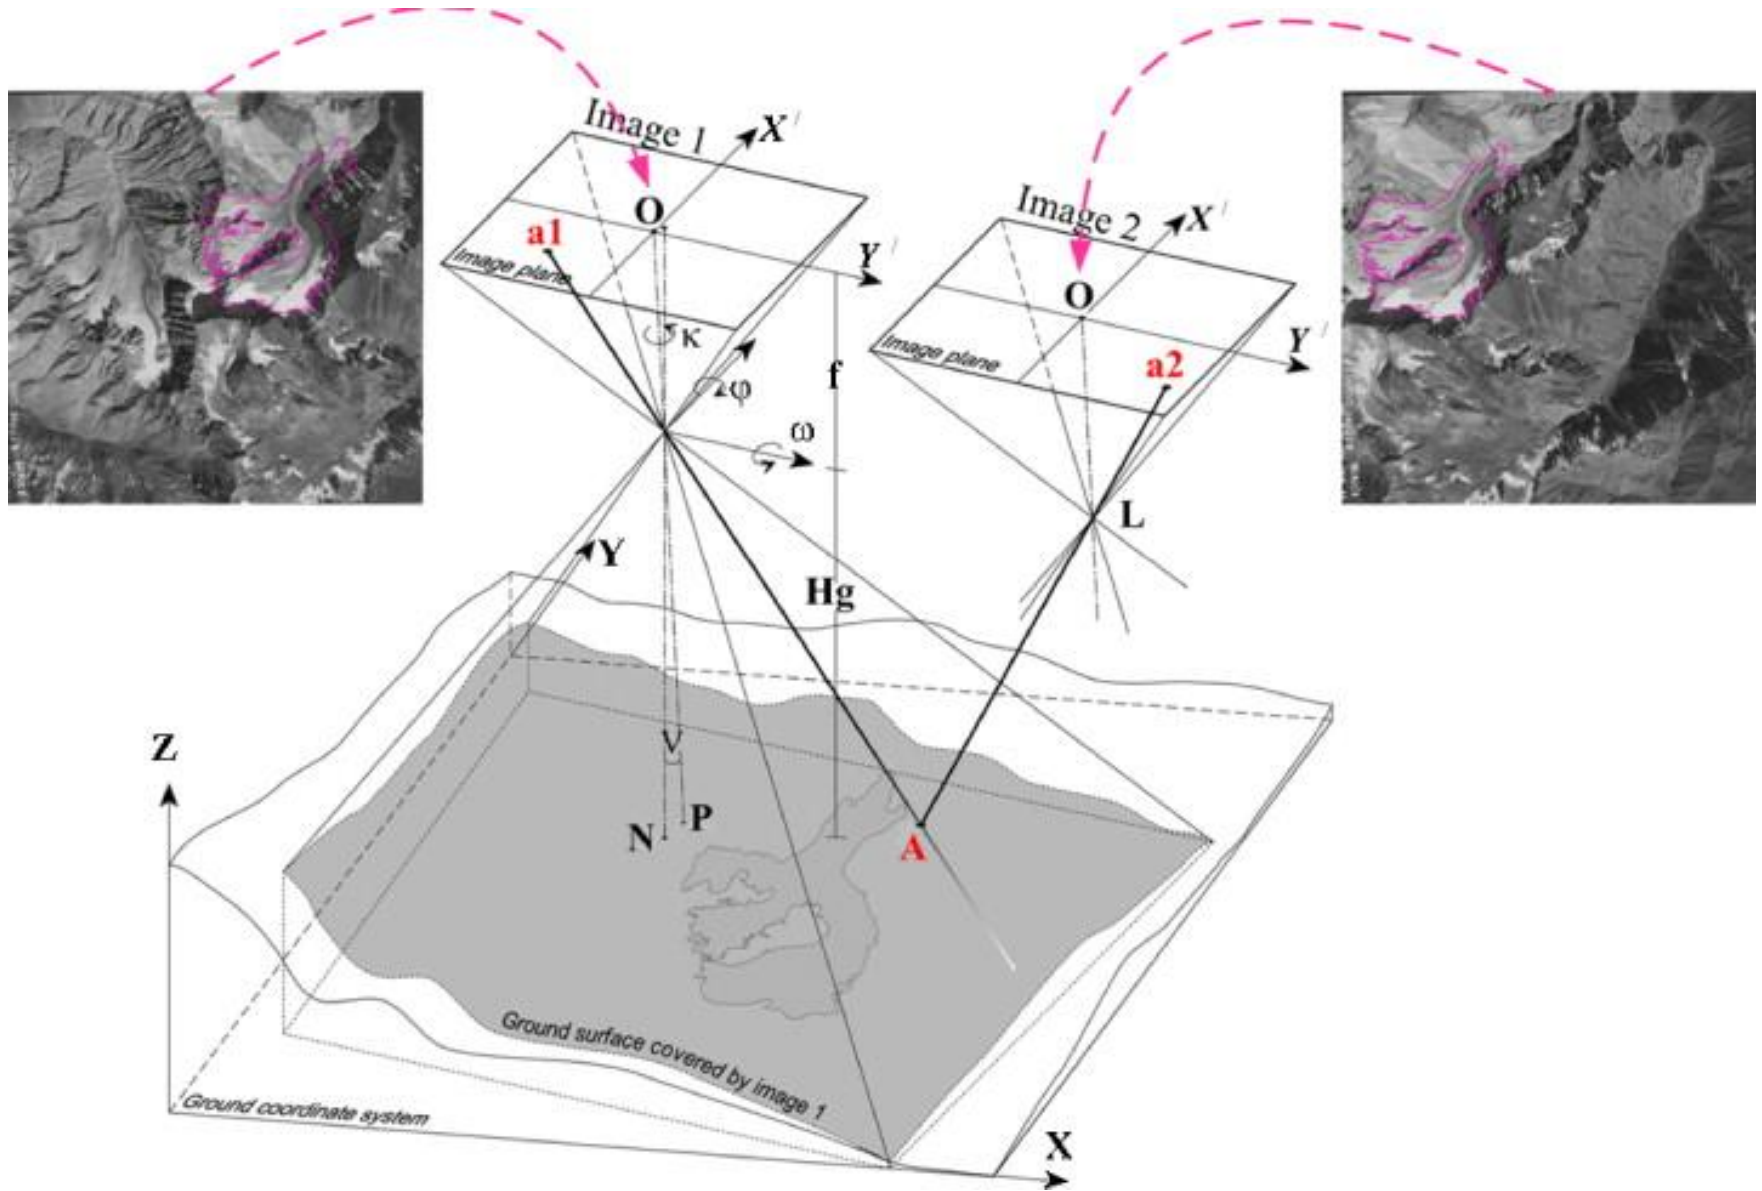 Image 1
X'
O
a1
Y'
Image plane
κ
φ
ω
f
Image 2
X'
O
Y'
a2
Image plane
L
Y
Hg
Z
V
N
P
A
Ground surface covered by image 1
Ground coordinate system
X